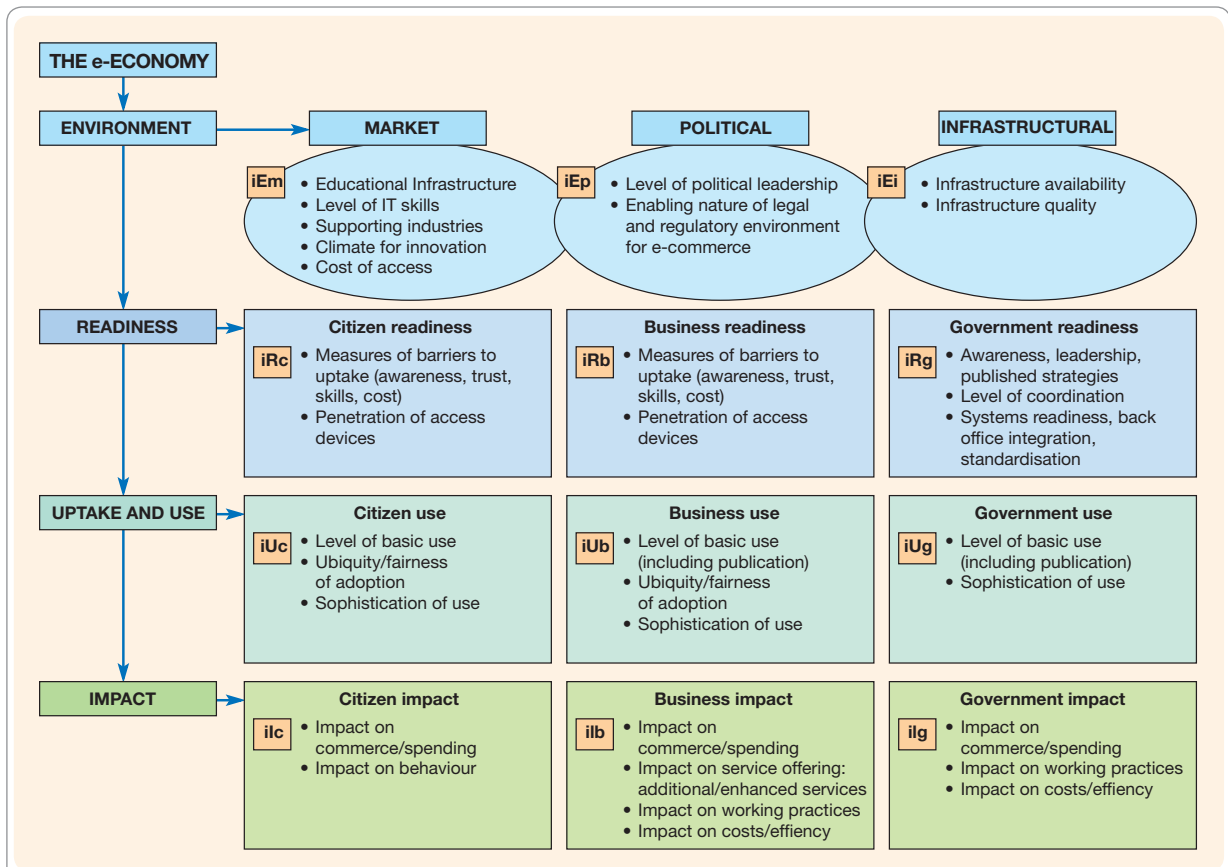 THE e-ECONOMY
ENVIRONMENT
MARKET
POLITICAL
INFRASTRUCTURAL
iEm
• Educational Infrastructure
• Level of IT skills
• Supporting industries
• Climate for innovation
• Cost of access
iEp
• Level of political leadership
• Enabling nature of legal
and regulatory environment
for e-commerce
iEi
• Infrastructure availability
• Infrastructure quality
READINESS
Citizen readiness
iRc
• Measures of barriers to
uptake (awareness, trust,
skills, cost)
• Penetration of access
devices
Business readiness
iRb
• Measures of barriers to
uptake (awareness, trust,
skills, cost)
• Penetration of access
devices
Government readiness
iRg
• Awareness, leadership,
published strategies
• Level of coordination
• Systems readiness, back
office integration,
standardisation
UPTAKE AND USE
Citizen use
iUc
• Level of basic use
• Ubiquity/fairness
of adoption
• Sophistication of use
Business use
iUb
• Level of basic use
(including publication)
• Ubiquity/fairness
of adoption
• Sophistication of use
Government use
iUg
• Level of basic use
(including publication)
• Sophistication of use
IMPACT
Citizen impact
iIc
• Impact on
commerce/spending
• Impact on behaviour
Business impact
iIb
• Impact on
commerce/spending
• Impact on service offering:
additional/enhanced services
• Impact on working practices
• Impact on costs/effiency
Government impact
iIg
• Impact on
commerce/spending
• Impact on working practices
• Impact on costs/effiency